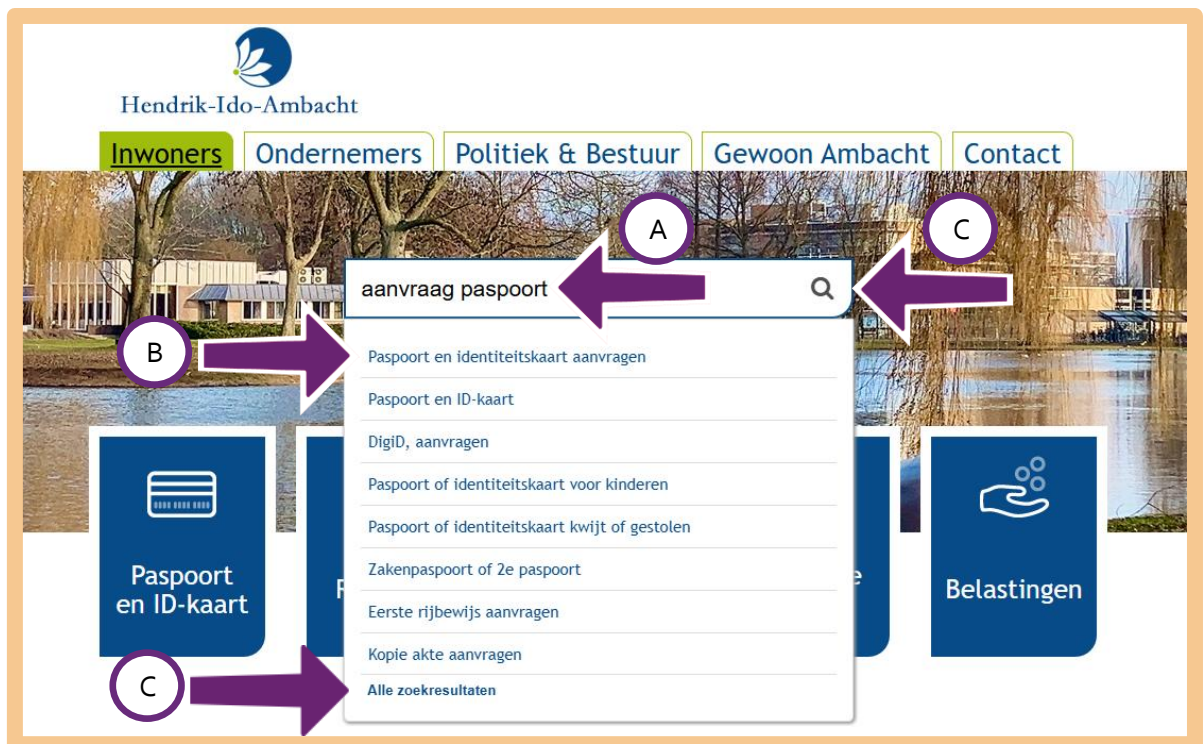 Hendrik-Ido-Ambacht
Inwoners Ondernemers Politiek & Bestuur Gewoon Ambacht Contact
A
C
aanvraag paspoort
B
Paspoort en identiteitskaart aanvragen
Paspoort en ID-kaart
DigiD, aanvragen
Paspoort of identiteitskaart voor kinderen
Paspoort of identiteitskaart kwijt of gestolen
Zakenpaspoort of 2e paspoort
Eerste rijbewijs aanvragen
Kopie akte aanvragen
C
Alle zoekresultaten
Paspoort
en ID-kaart
Belastingen